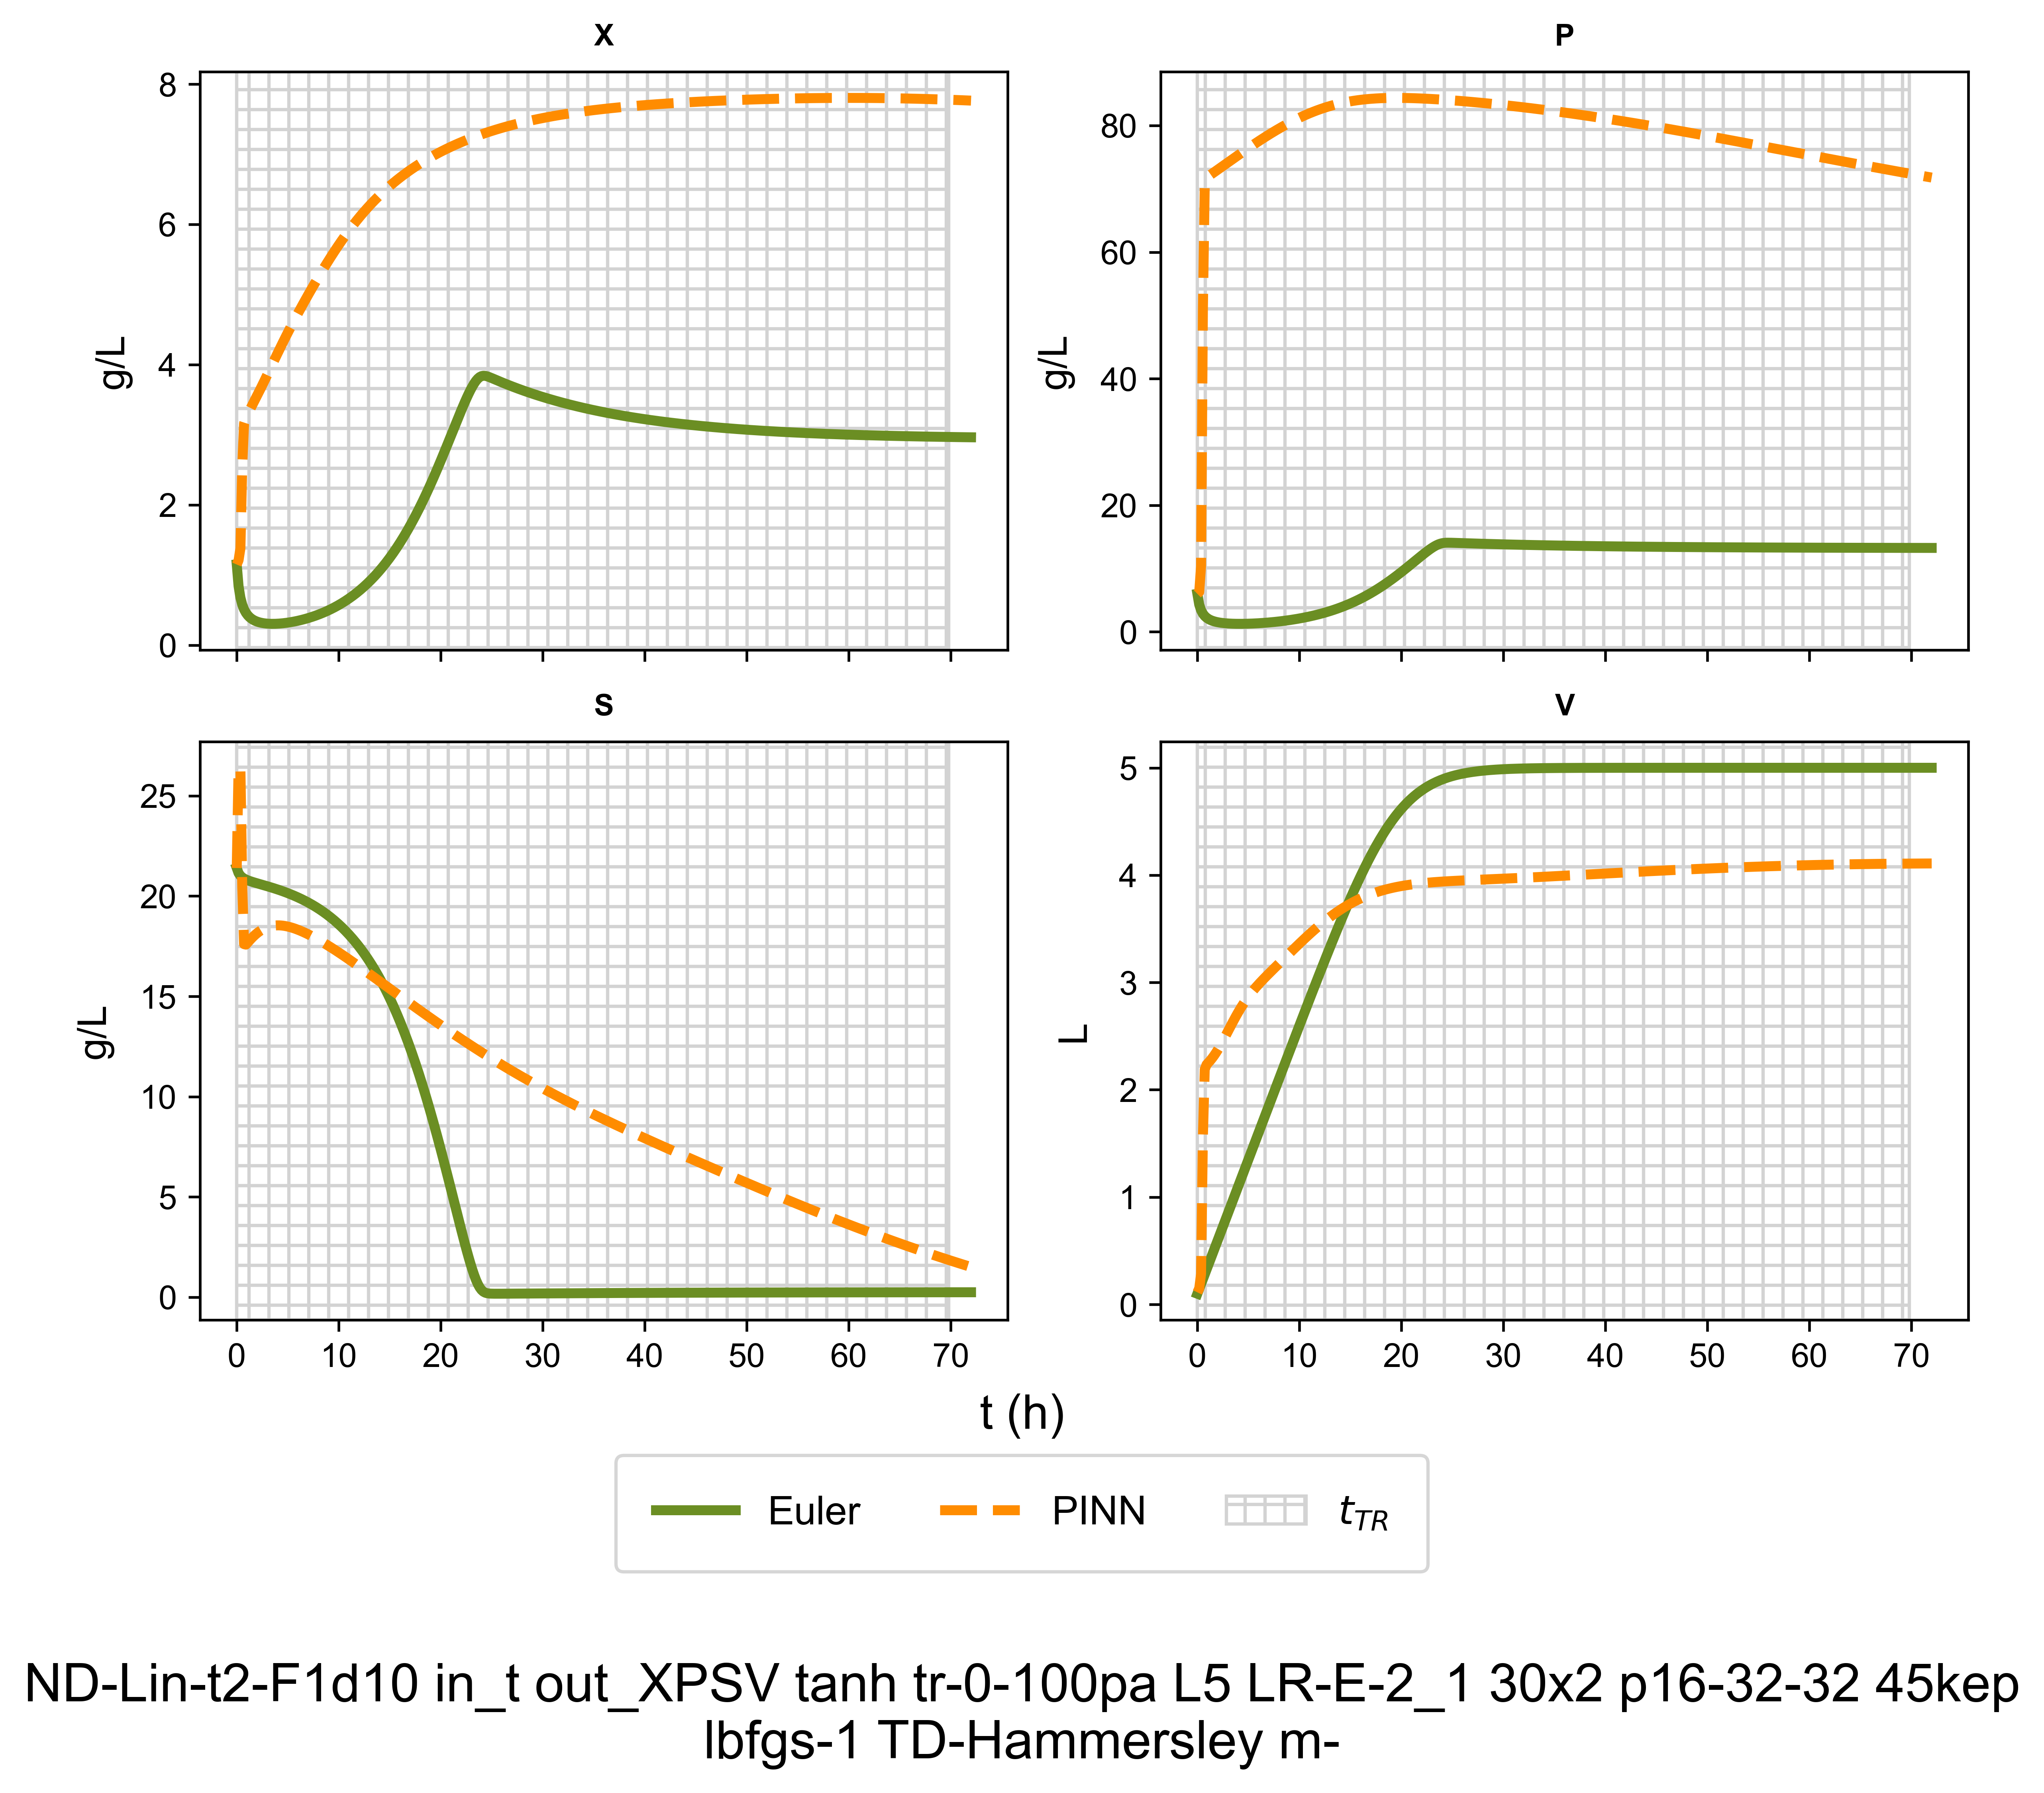 X
P
8
6
4
2
0
g/L
80
60
40
20
0
g/L
S
V
25
20
15
10
5
0
g/L
0 10 20 30 40 50 60 70
5
4
3
2
1
0
L
0 10 20 30 40 50 60 70
t (h)
Euler PINN t_TR
ND-Lin-t2-F1d10 in_t out_XPSV tanh tr-0-100pa L5 LR-E-2_1 30x2 p16-32-32 45kep
lbfgs-1 TD-Hammersley m-